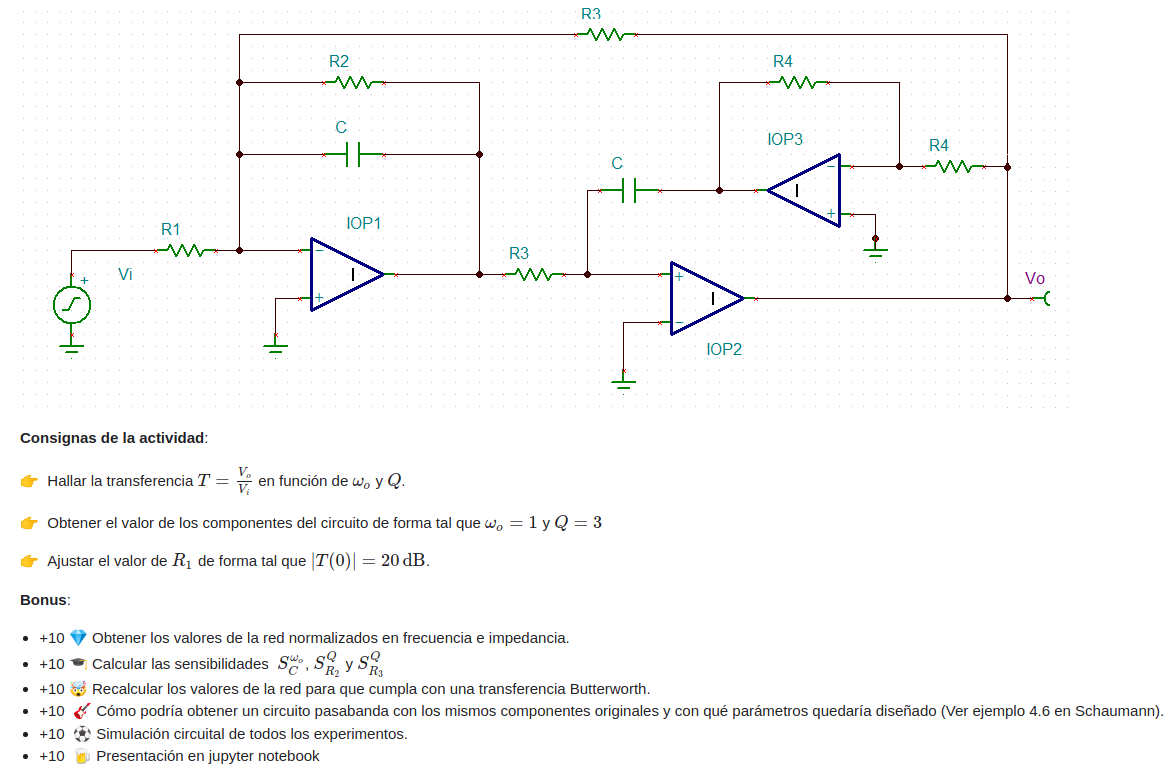 R3
R2
R4
C
IOP3
R4
C
R1
IOP1
R3
Vi
Vo
IOP2
Consignas de la actividad:
👉 Hallar la transferencia T = V_o/V_i en función de ω_o y Q.
👉 Obtener el valor de los componentes del circuito de forma tal que ω_o = 1 y Q = 3
👉 Ajustar el valor de R_1 de forma tal que |T(0)| = 20 dB.
Bonus:
• +10 💎 Obtener los valores de la red normalizados en frecuencia e impedancia.
• +10 🎓 Calcular las sensibilidades S_C^{ω_o}, S_{R_2}^Q y S_{R_3}^Q
• +10 🤯 Recalcular los valores de la red para que cumpla con una transferencia Butterworth.
• +10 🎸 Cómo podría obtener un circuito pasabanda con los mismos componentes originales y con qué parámetros quedaría diseñado (Ver ejemplo 4.6 en Schaumann).
• +10 ⚽ Simulación circuital de todos los experimentos.
• +10 🍺 Presentación en jupyter notebook